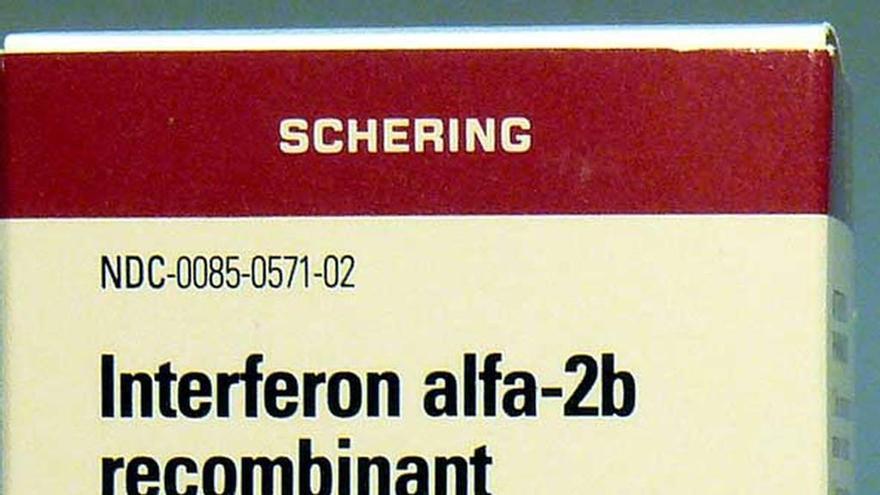 SCHERING
NDC-0085-0571-02
Interferon alfa-2b
recombinant